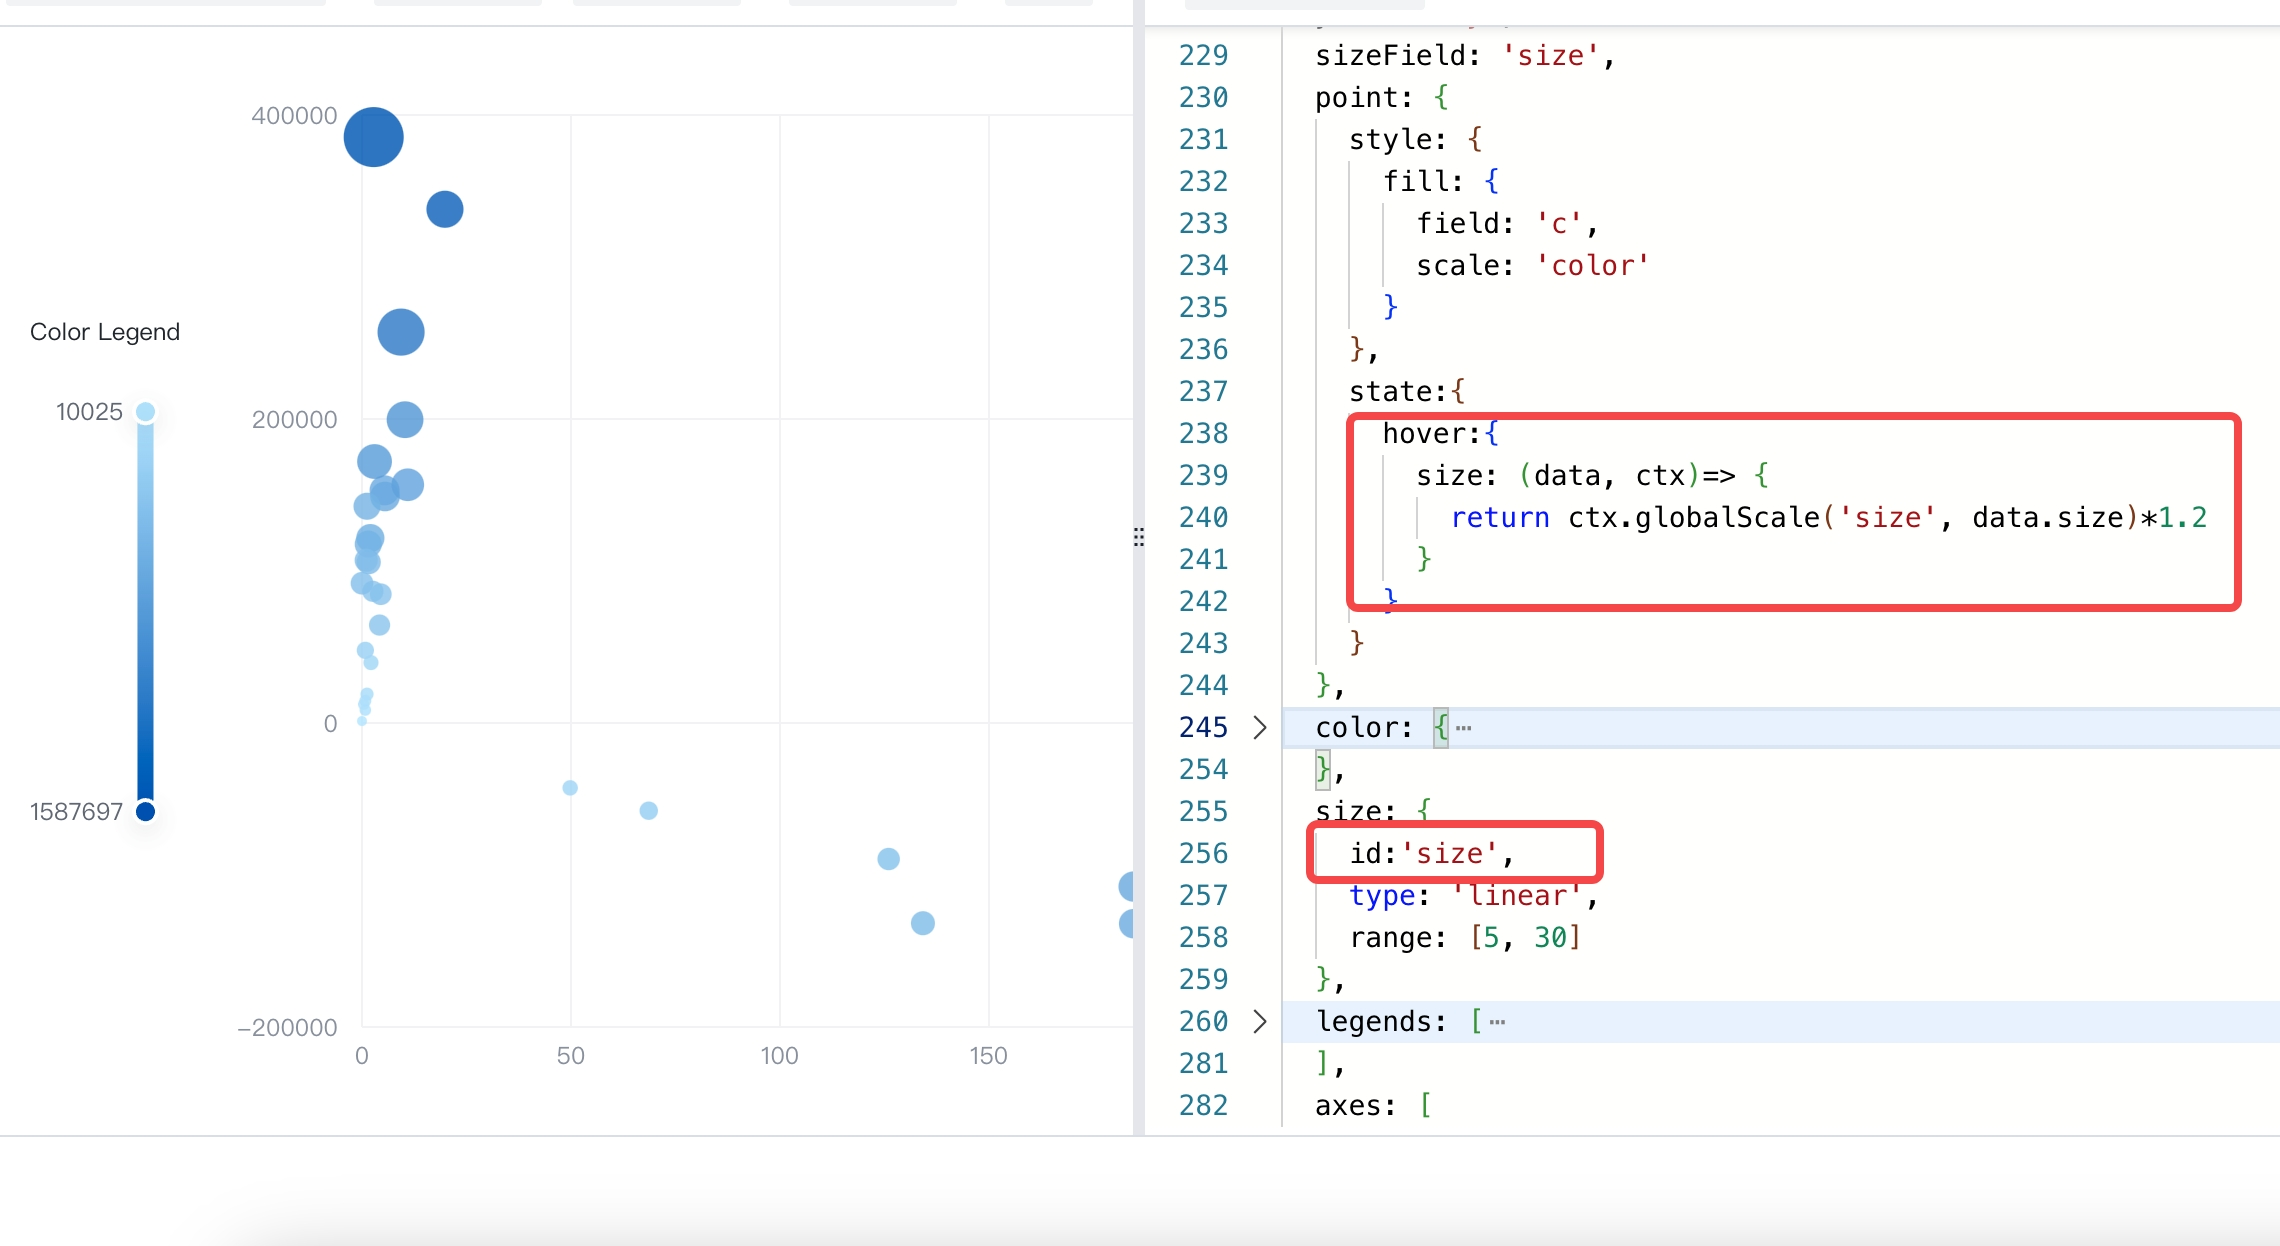 400000
200000
0
−200000
0
50
100
150
Color Legend
10025
1587697
229 sizeField: 'size',
230 point: {
231 style: {
232 fill: {
233 field: 'c',
234 scale: 'color'
235 }
236 },
237 state:{
238 hover:{
239 size: (data, ctx)=> {
240 return ctx.globalScale('size', data.size)*1.2
241 }
242 }
243 }
244 },
245 color: {⋯
254 },
255 size: {
256 id:'size',
257 type: 'linear',
258 range: [5, 30]
259 },
260 legends: [⋯
281 ],
282 axes: [